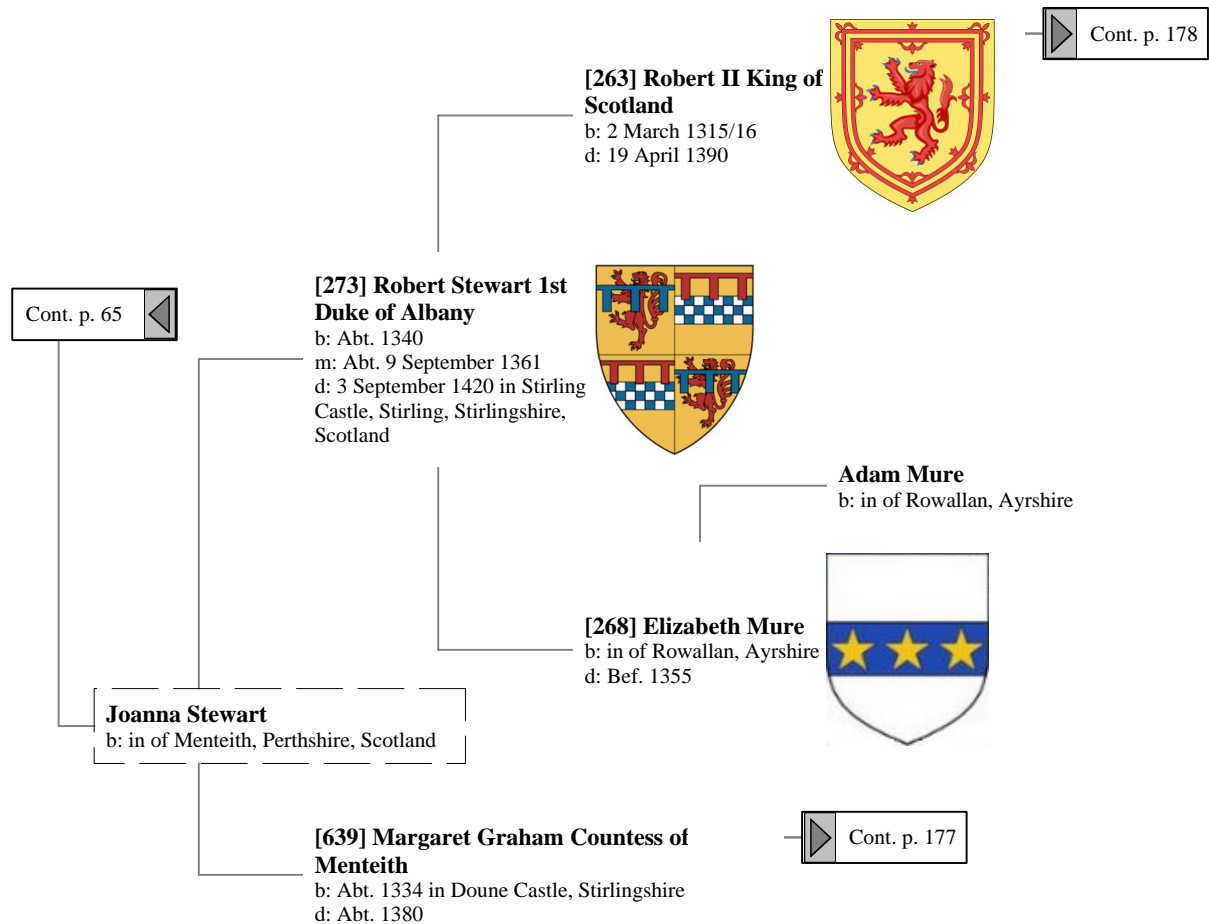 Cont. p. 178
[263] Robert II King of
Scotland
b: 2 March 1315/16
d: 19 April 1390
[273] Robert Stewart 1st
Duke of Albany
b: Abt. 1340
m: Abt. 9 September 1361
d: 3 September 1420 in Stirling
Castle, Stirling, Stirlingshire,
Scotland
Cont. p. 65
Adam Mure
b: in of Rowallan, Ayrshire
[268] Elizabeth Mure
b: in of Rowallan, Ayrshire
d: Bef. 1355
Joanna Stewart
b: in of Menteith, Perthshire, Scotland
[639] Margaret Graham Countess of
Menteith
b: Abt. 1334 in Doune Castle, Stirlingshire
d: Abt. 1380
Cont. p. 177